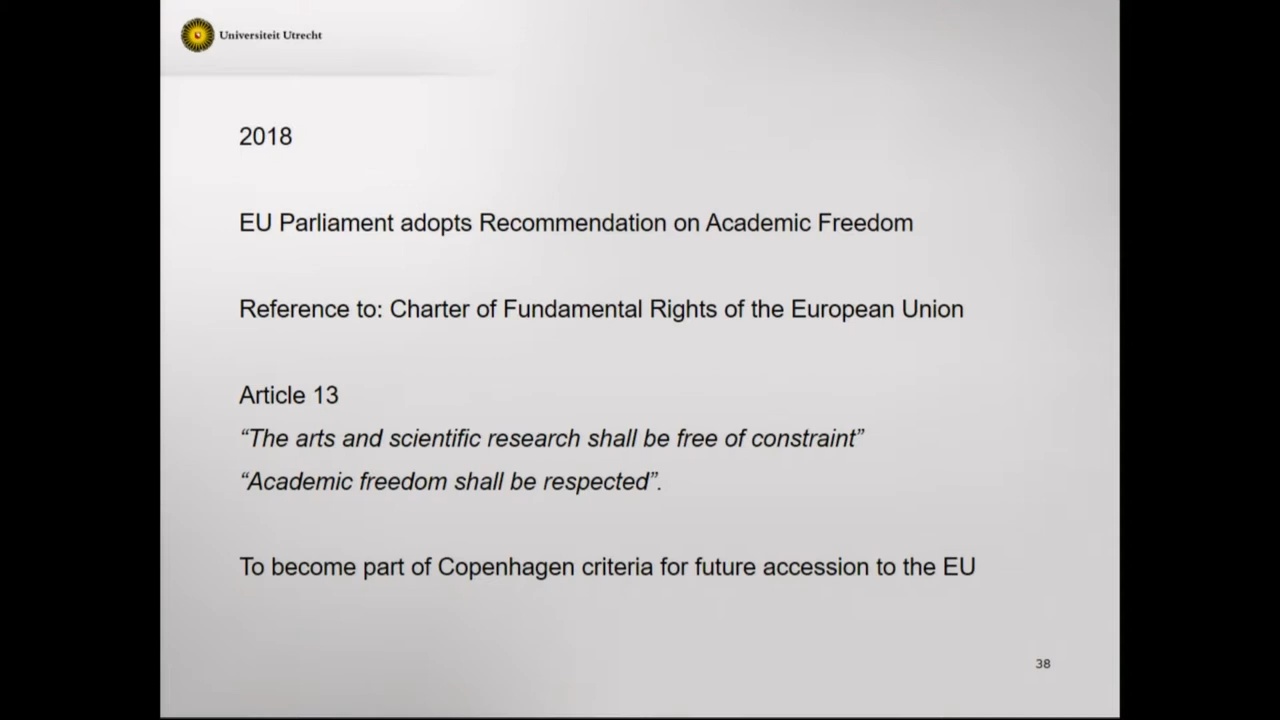 Universiteit Utrecht
2018
EU Parliament adopts Recommendation on Academic Freedom
Reference to: Charter of Fundamental Rights of the European Union
Article 13
“The arts and scientific research shall be free of constraint”
“Academic freedom shall be respected”.
To become part of Copenhagen criteria for future accession to the EU
38